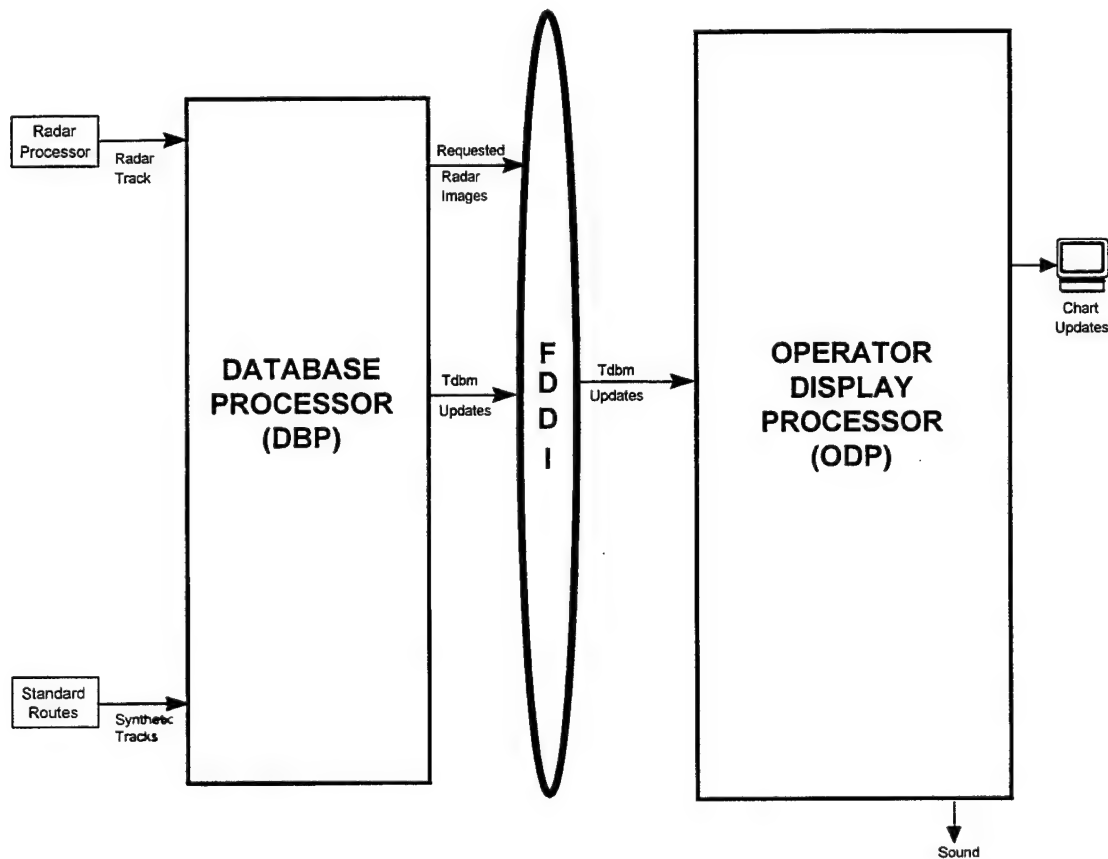 Radar
Processor
Radar
Track
Standard
Routes
Synthetic
Tracks
DATABASE
PROCESSOR
(DBP)
Requested
Radar
Images
Tdbm
Updates
F
D
D
I
Tdbm
Updates
OPERATOR
DISPLAY
PROCESSOR
(ODP)
Chart
Updates
Sound